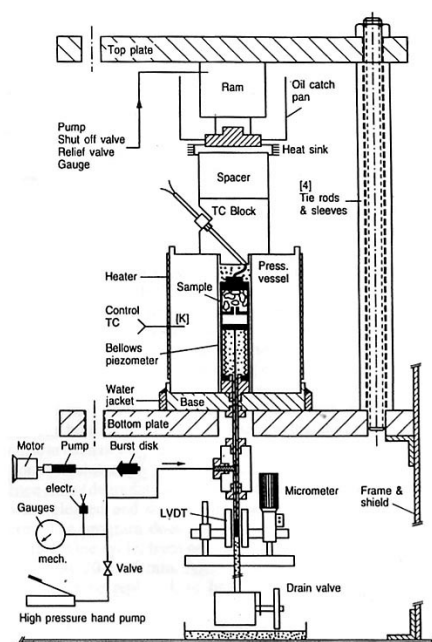 Top plate
Ram
Oil catch
pan
Pump
Shut off valve
Relief valve
Gauge
Heat sink
Spacer
[4]
Tie rods
& sleeves
TC Block
Heater
Press.
vessel
Sample
Control
TC
[K]
Bellows
piezometer
Water
jacket
Base
Bottom plate
Motor
Pump
Burst disk
electr.
Gauges
mech.
LVDT
Micrometer
Frame &
shield
Valve
Drain valve
High pressure hand pump